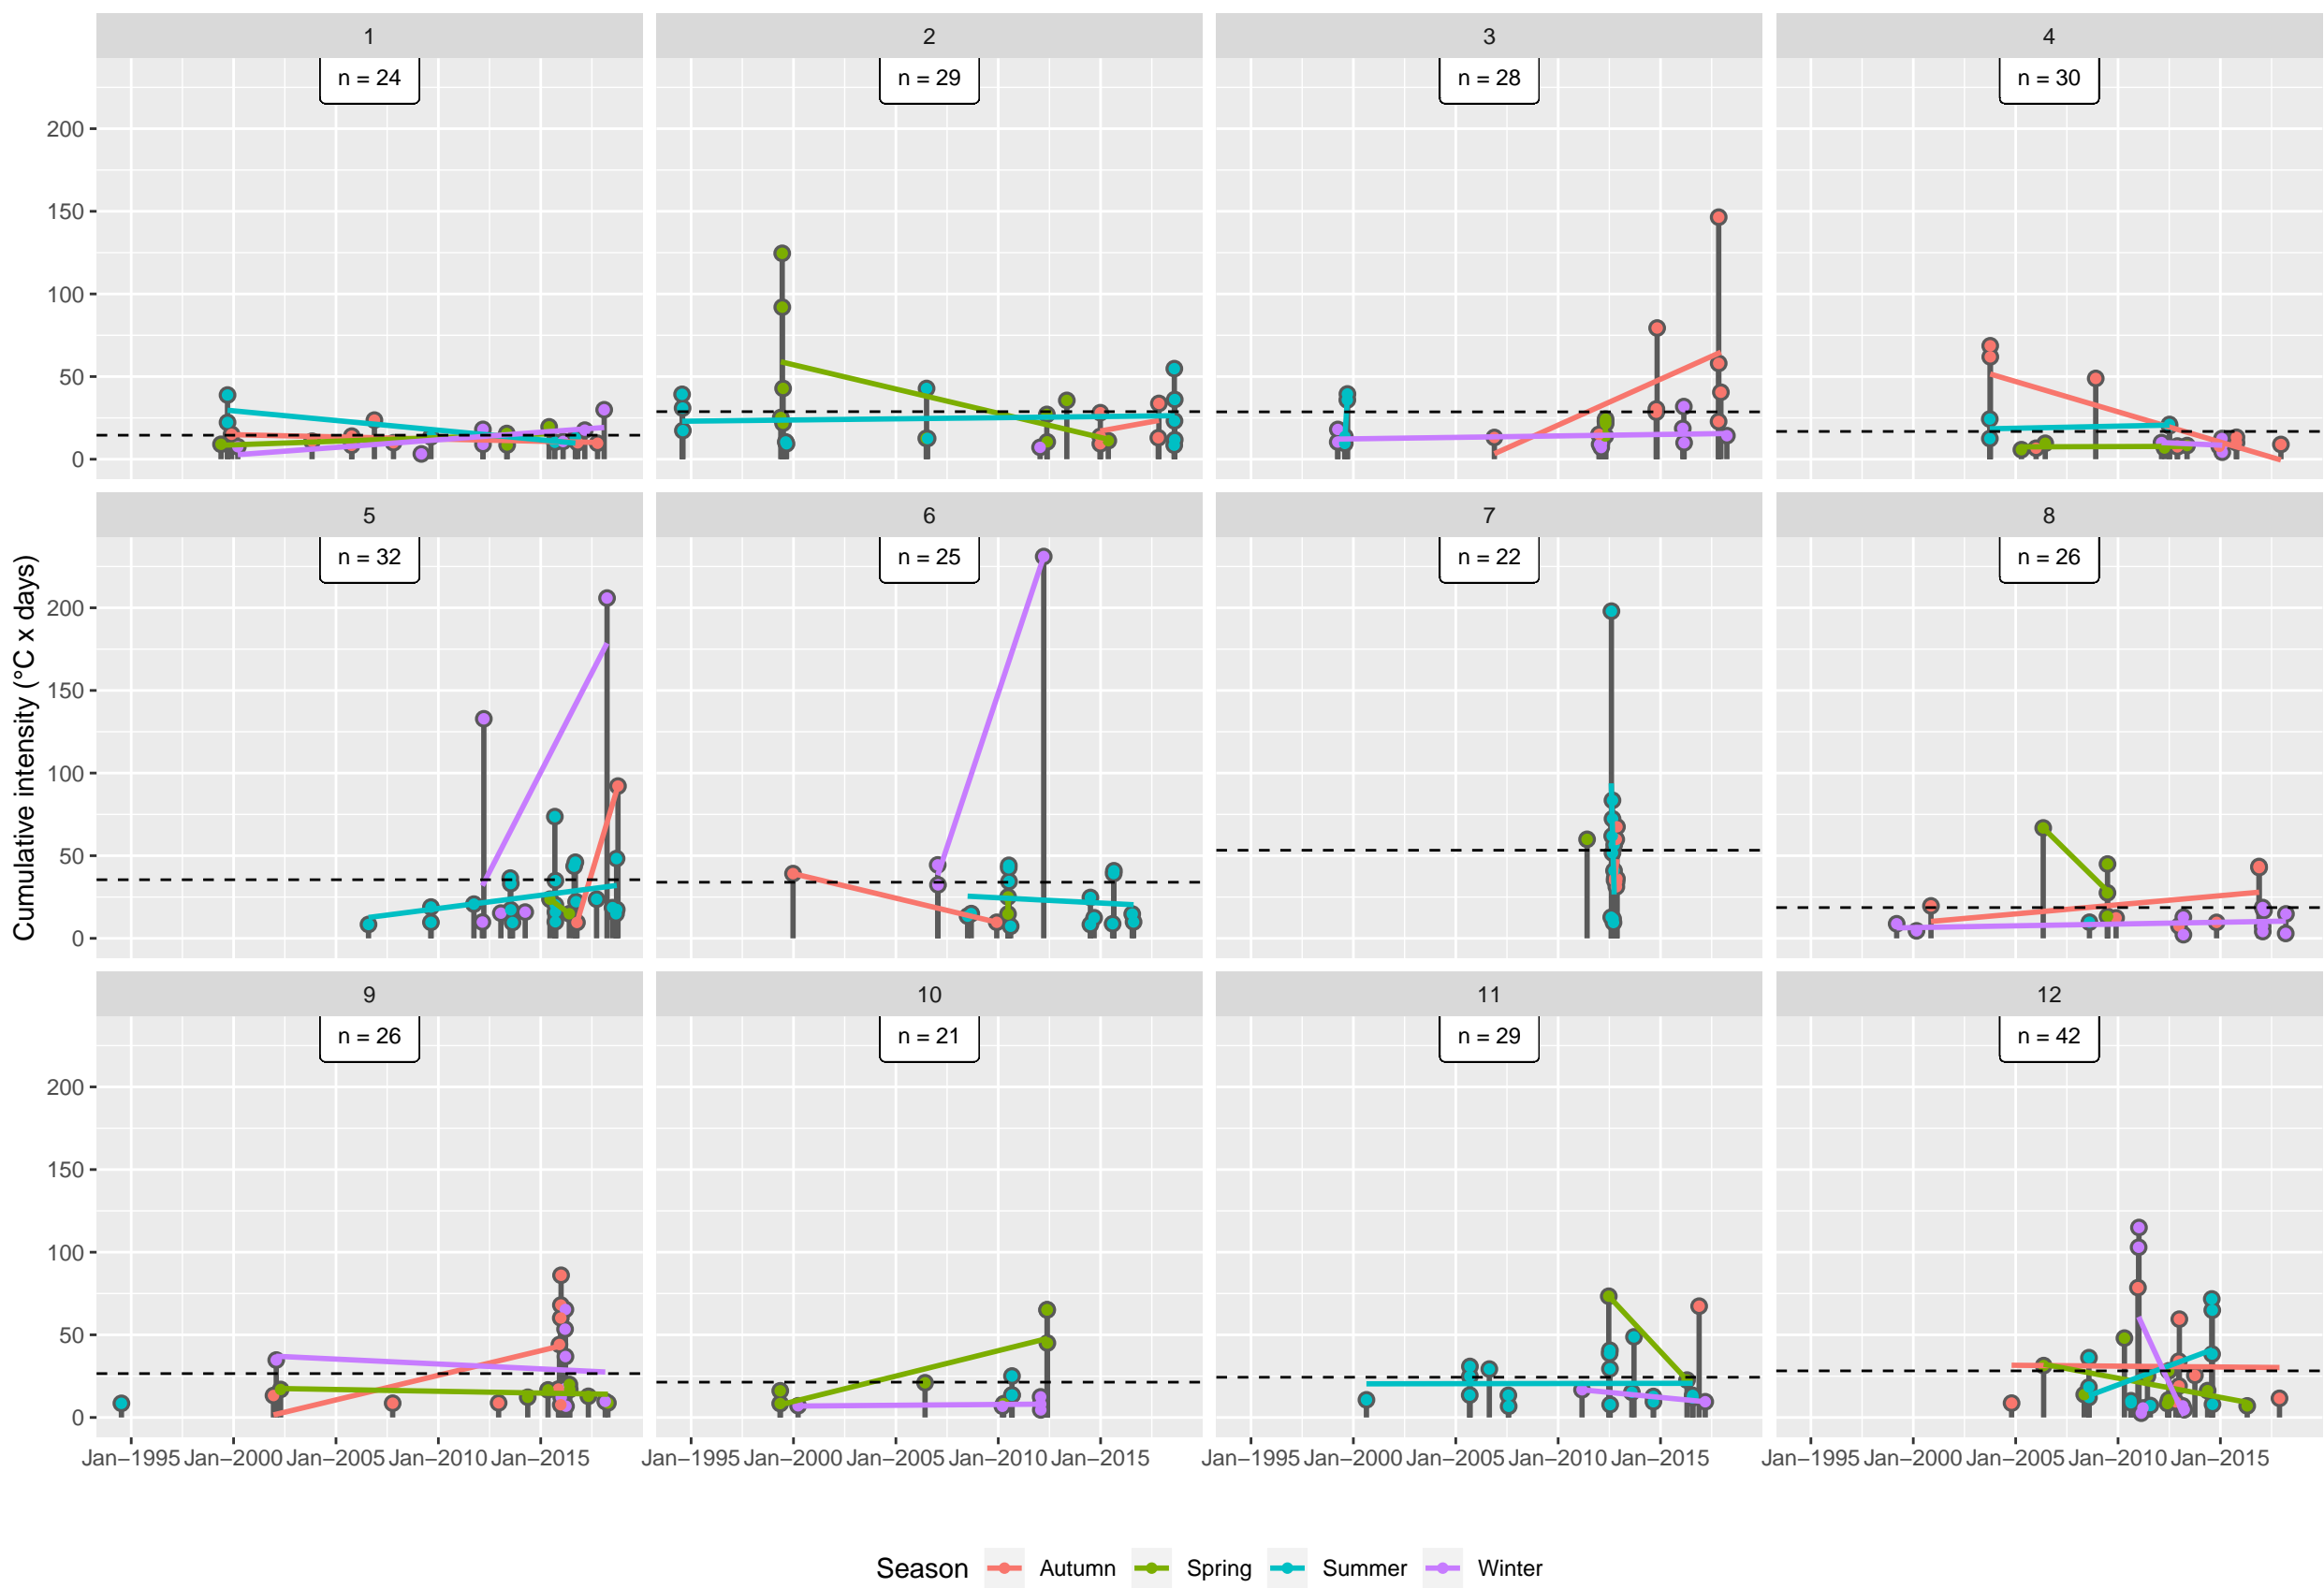 1 2 3 4
n = 24 n = 29 n = 28 n = 30
200
150
100
50
0
5 6 7 8
n = 32 n = 25 n = 22 n = 26
Cumulative intensity (°C x days)
200
150
100
50
0
9 10 11 12
n = 26 n = 21 n = 29 n = 42
200
150
100
50
0
Jan−1995 Jan−2000 Jan−2005 Jan−2010 Jan−2015 Jan−1995 Jan−2000 Jan−2005 Jan−2010 Jan−2015 Jan−1995 Jan−2000 Jan−2005 Jan−2010 Jan−2015 Jan−1995 Jan−2000 Jan−2005 Jan−2010 Jan−2015
Season Autumn Spring Summer Winter